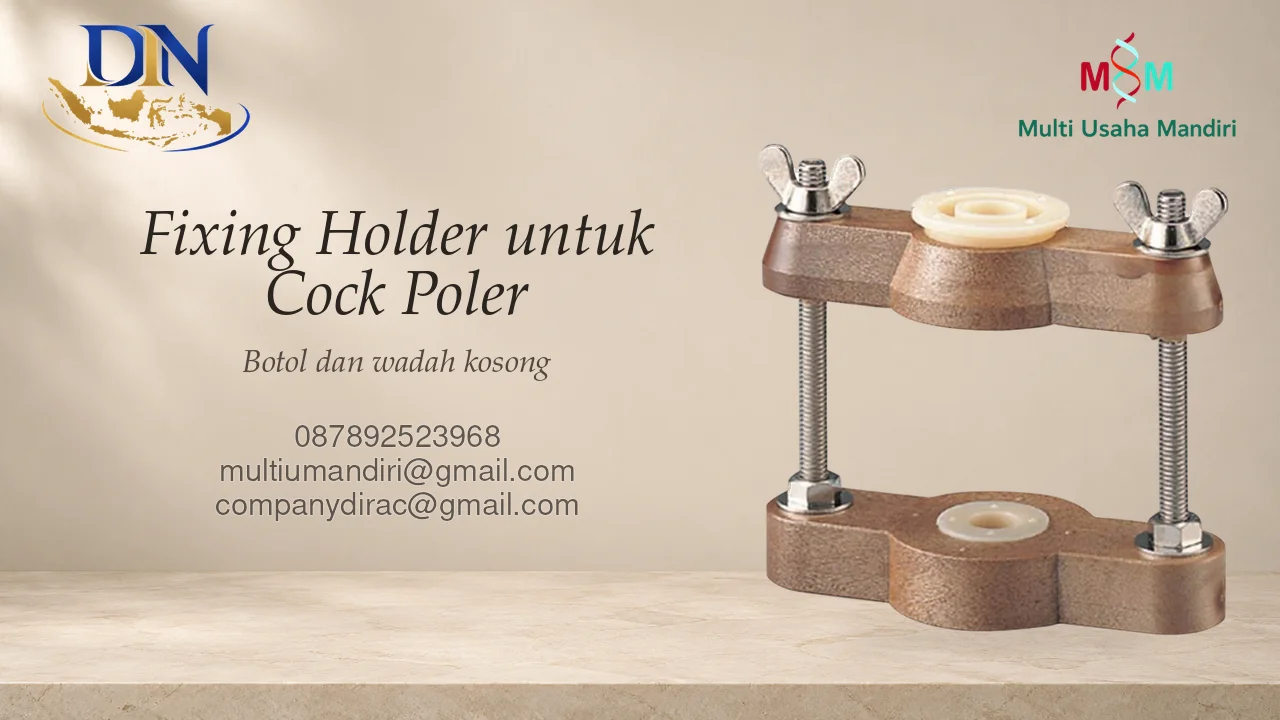 DIN
M M
Multi Usaha Mandiri
Fixing Holder untuk
Cock Poler
Botol dan wadah kosong
087892523968
multiumandiri@gmail.com
companydirac@gmail.com